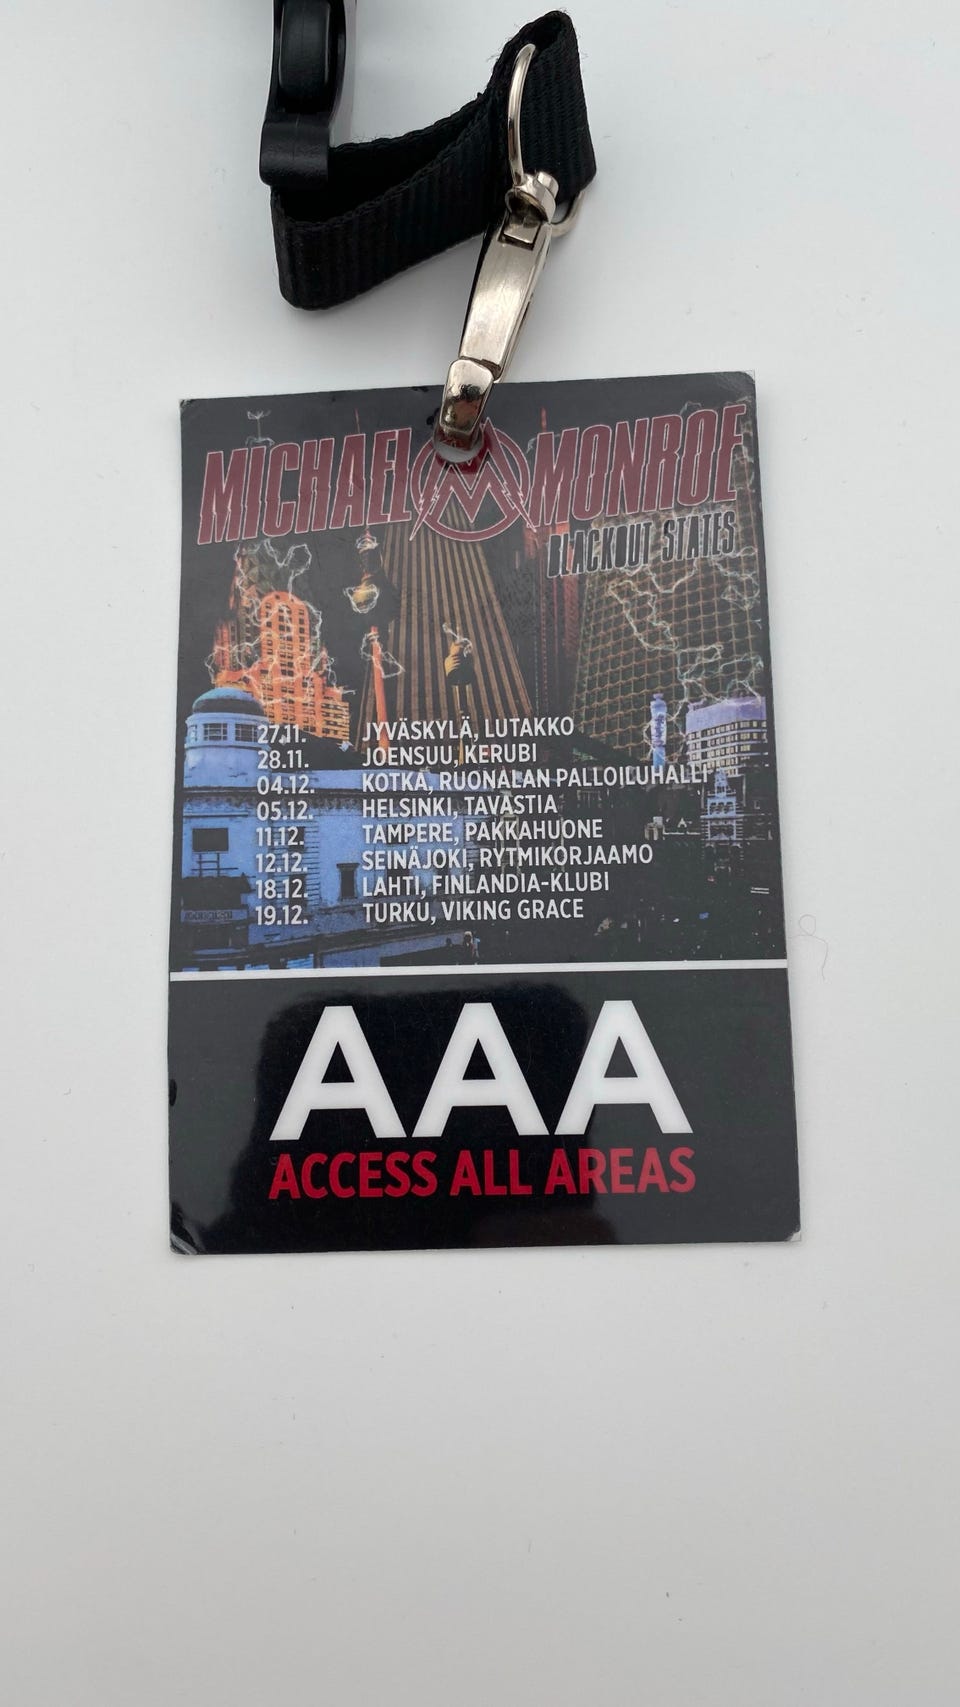 MICHAEL M MONROE
BLACKOUT STATES
27.11. JYVÄSKYLÄ, LUTAKKO
28.11. JOENSUU, KERUBI
04.12. KOTKA, RUONALAN PALLOILUHALLI
05.12. HELSINKI, TAVASTIA
11.12. TAMPERE, PAKKAHUONE
12.12. SEINÄJOKI, RYTMIKORJAAMO
18.12. LAHTI, FINLANDIA-KLUBI
19.12. TURKU, VIKING GRACE
AAA
ACCESS ALL AREAS